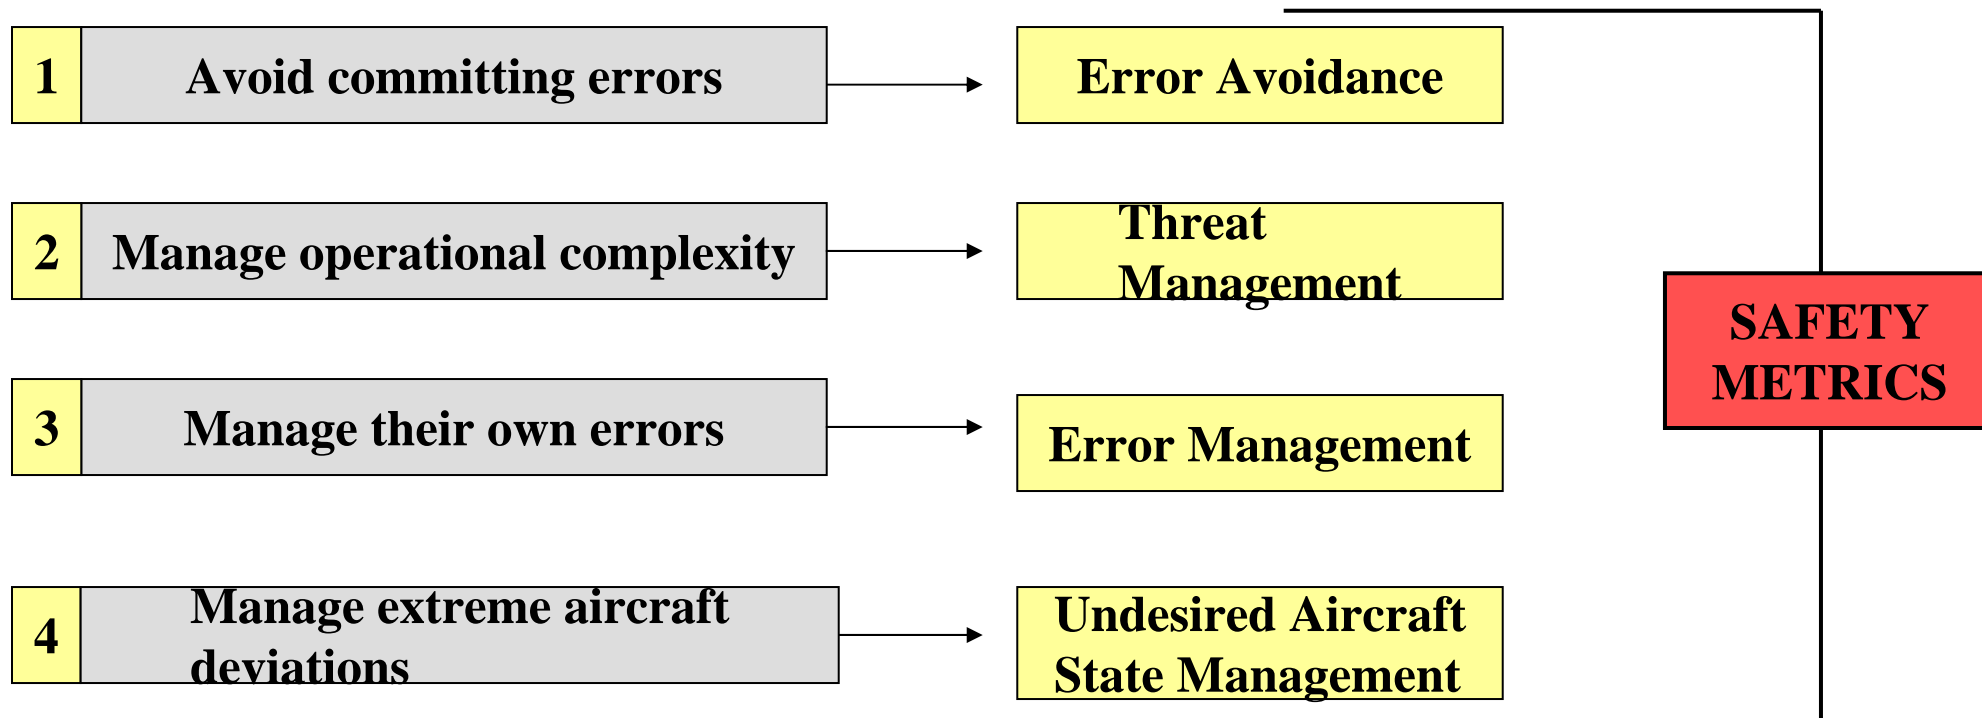 1 Avoid committing errors
Error Avoidance
2 Manage operational complexity
Threat
Management
3 Manage their own errors
Error Management
4 Manage extreme aircraft
deviations
Undesired Aircraft
State Management
SAFETY
METRICS